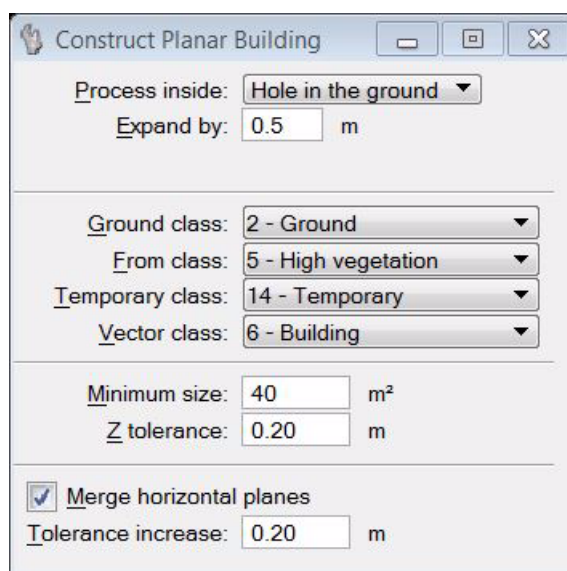 Construct Planar Building
Process inside: Hole in the ground
Expand by: 0.5 m
Ground class: 2 - Ground
From class: 5 - High vegetation
Temporary class: 14 - Temporary
Vector class: 6 - Building
Minimum size: 40 m²
Z tolerance: 0.20 m
Merge horizontal planes
Tolerance increase: 0.20 m